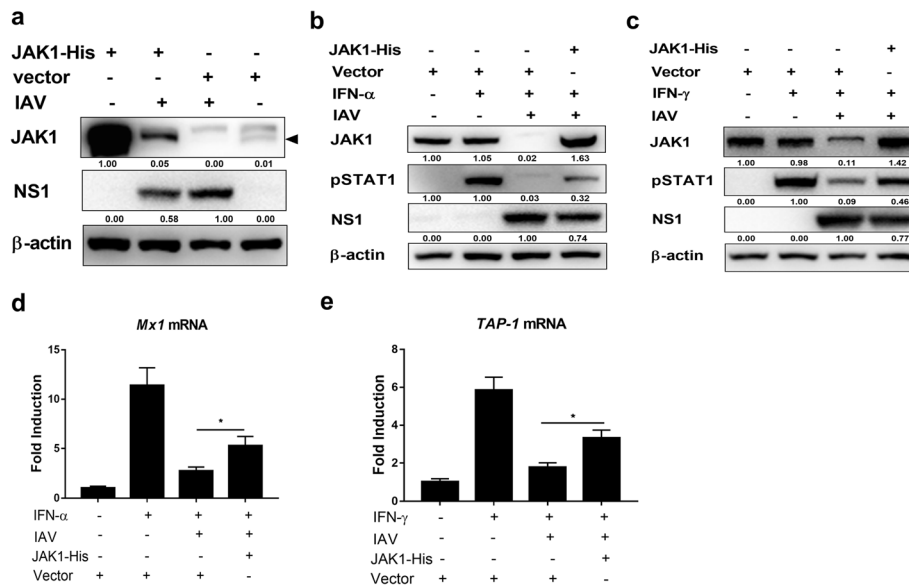 a
JAK1-His + + - -
vector - - + +
IAV - + + -
JAK1
1.00 0.05 0.00 0.01
NS1
0.00 0.58 1.00 0.00
β-actin
b
JAK1-His - - - +
Vector + + + -
IFN-α - + + +
IAV - - + +
JAK1
1.00 1.05 0.02 1.63
pSTAT1
0.00 1.00 0.03 0.32
NS1
0.00 0.00 1.00 0.74
β-actin
c
JAK1-His - - - +
Vector + + + -
IFN-γ - + + +
IAV - - + +
JAK1
1.00 0.98 0.11 1.42
pSTAT1
0.00 1.00 0.09 0.46
NS1
0.00 0.00 1.00 0.77
β-actin
d
Mx1 mRNA
Fold Induction
15
10
5
0
*
IFN-α - + + +
IAV - - + +
JAK1-His - - - +
Vector + + + -
e
TAP-1 mRNA
Fold Induction
8
6
4
2
0
*
IFN-γ - + + +
IAV - - + +
JAK1-His - - - +
Vector + + + -